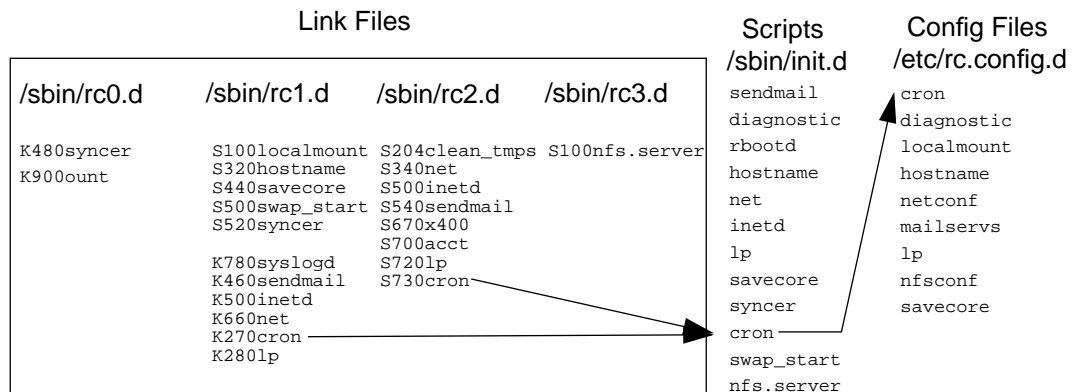 Link Files
Scripts
/sbin/init.d
Config Files
/etc/rc.config.d
/sbin/rc0.d
K480syncer
K900ount
/sbin/rc1.d
S100localmount
S320hostname
S440savecore
S500swap_start
S520syncer
K780syslogd
K460sendmail
K500inetd
K660net
K270cron
K280lp
/sbin/rc2.d
S204clean_tmps
S340net
S500inetd
S540sendmail
S670x400
S700acct
S720lp
S730cron
/sbin/rc3.d
S100nfs.server
sendmail
diagnostic
rbootd
hostname
net
inetd
lp
savecore
syncer
cron
swap_start
nfs.server
cron
diagnostic
localmount
hostname
netconf
mailservs
lp
nfsconf
savecore